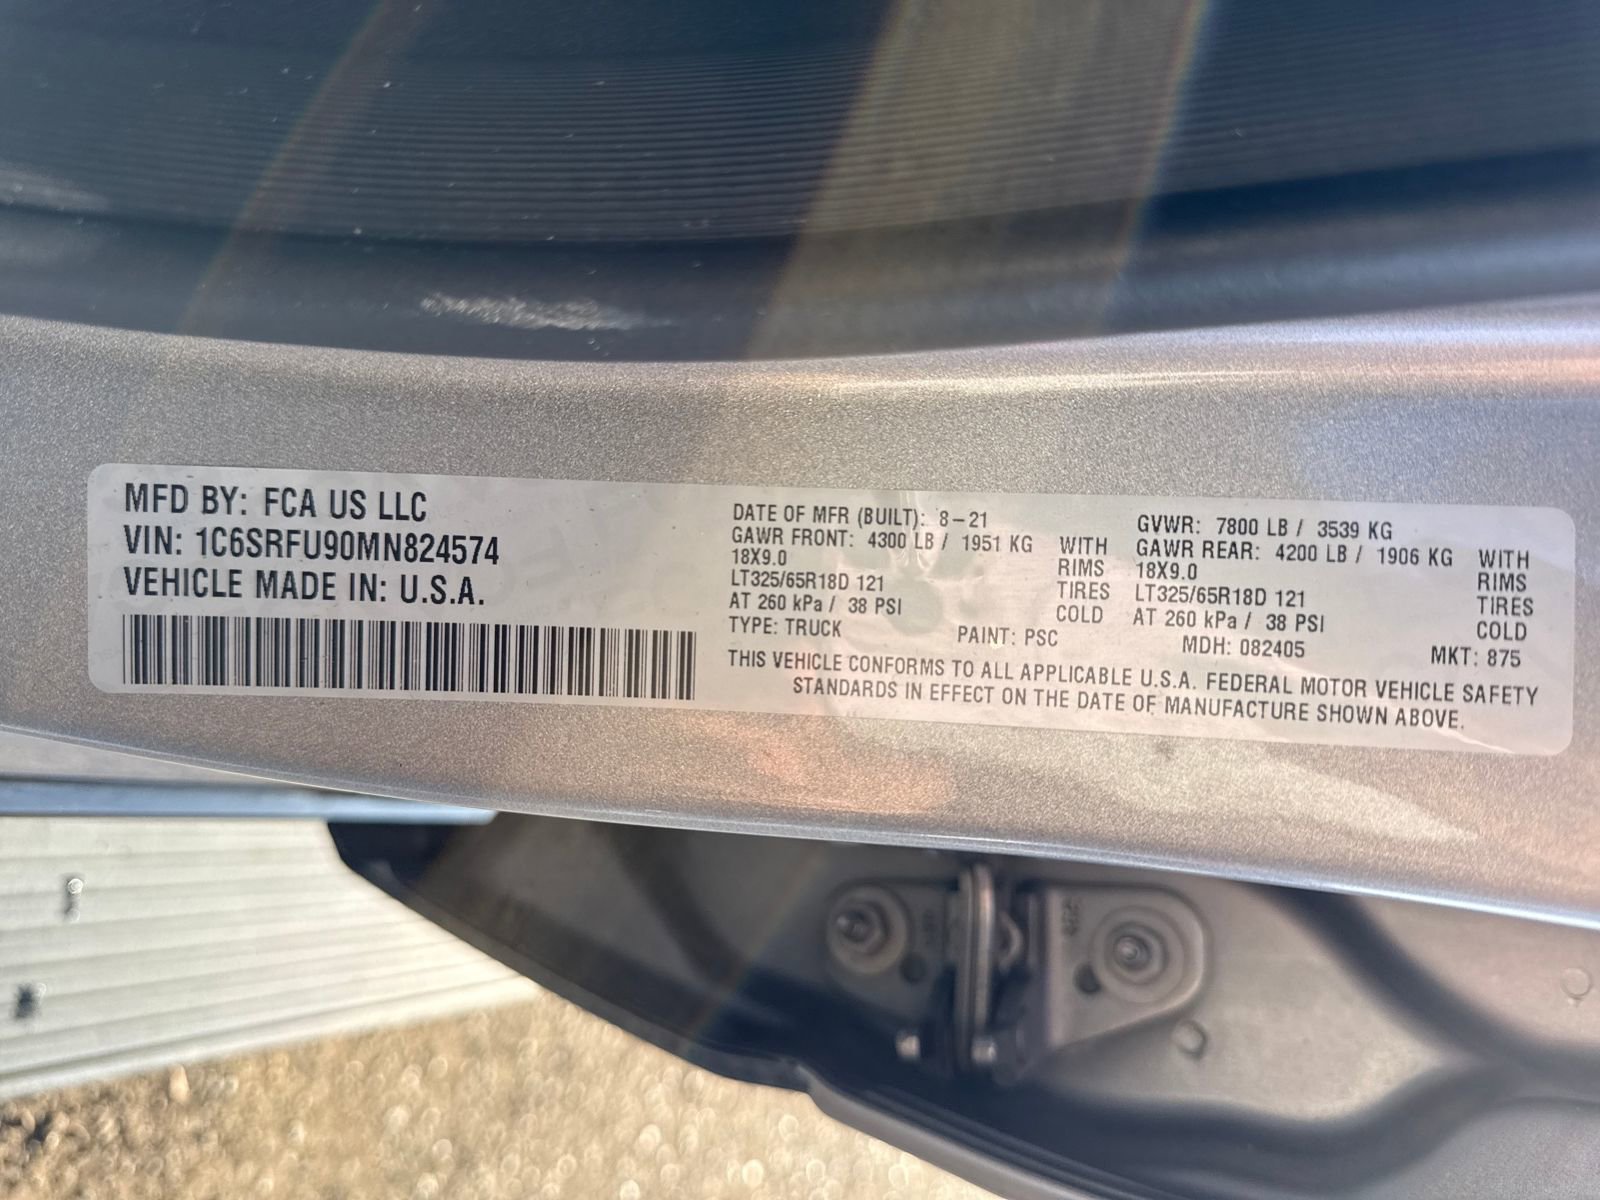 MFD BY: FCA US LLC
VIN: 1C6SRFU90MN824574
VEHICLE MADE IN: U.S.A.
DATE OF MFR (BUILT): 8-21
GAWR FRONT: 4300 LB / 1951 KG WITH
18X9.0 RIMS
LT325/65R18D 121 TIRES
AT 260 kPa / 38 PSI COLD
GVWR: 7800 LB / 3539 KG
GAWR REAR: 4200 LB / 1906 KG WITH
18X9.0 RIMS
LT325/65R18D 121 TIRES
AT 260 kPa / 38 PSI COLD
TYPE: TRUCK PAINT: PSC MDH: 082405 MKT: 875
THIS VEHICLE CONFORMS TO ALL APPLICABLE U.S.A. FEDERAL MOTOR VEHICLE SAFETY
STANDARDS IN EFFECT ON THE DATE OF MANUFACTURE SHOWN ABOVE.